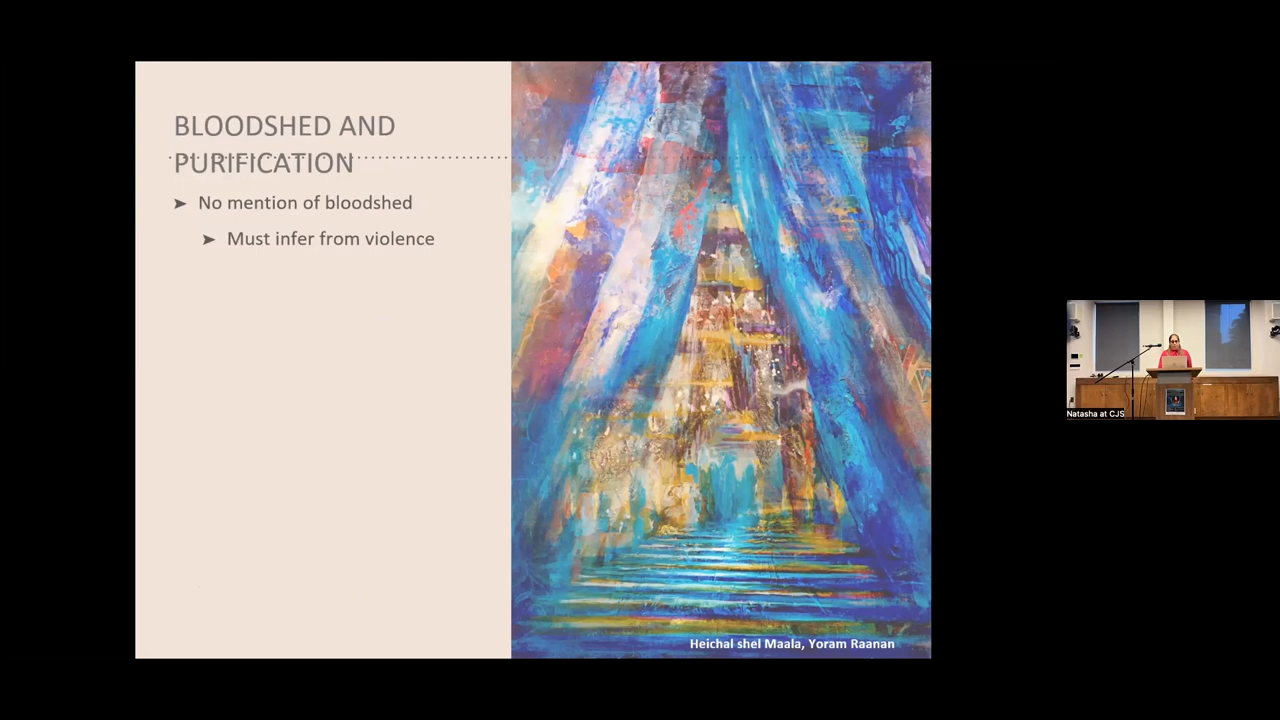 BLOODSHED AND
PURIFICATION
➤ No mention of bloodshed
➤ Must infer from violence
Heichal shel Maala, Yoram Raanan
Natasha at CJS